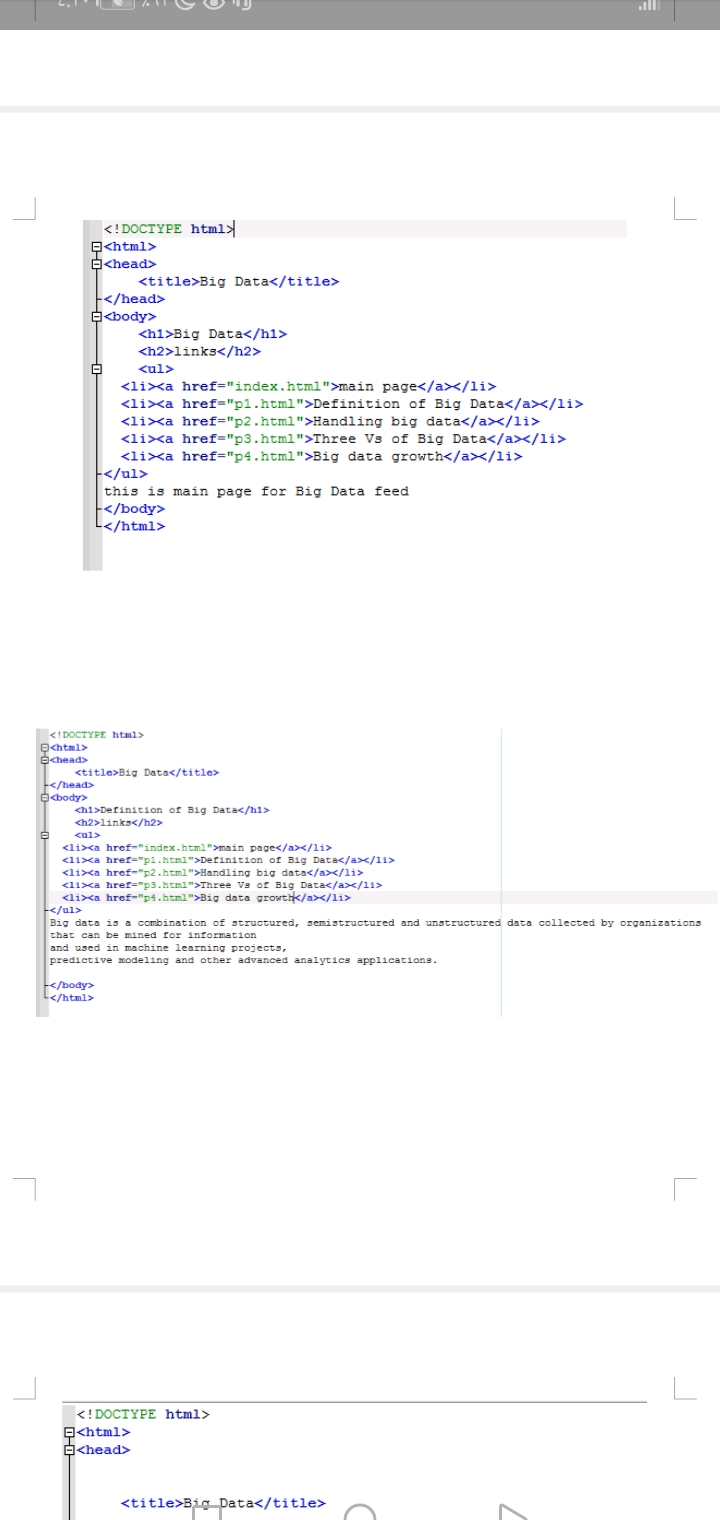 <!DOCTYPE html>
<html>
<head>
<title>Big Data</title>
</head>
<body>
<h1>Big Data</h1>
<h2>links</h2>
<ul>
<li><a href="index.html">main page</a></li>
<li><a href="p1.html">Definition of Big Data</a></li>
<li><a href="p2.html">Handling big data</a></li>
<li><a href="p3.html">Three Vs of Big Data</a></li>
<li><a href="p4.html">Big data growth</a></li>
</ul>
this is main page for Big Data feed
</body>
</html>
<!DOCTYPE html>
<html>
<head>
<title>Big Data</title>
</head>
<body>
<h1>Definition of Big Data</h1>
<h2>links</h2>
<ul>
<li><a href="index.html">main page</a></li>
<li><a href="p1.html">Definition of Big Data</a></li>
<li><a href="p2.html">Handling big data</a></li>
<li><a href="p3.html">Three Vs of Big Data</a></li>
<li><a href="p4.html">Big data growth</a></li>
</ul>
Big data is a combination of structured, semistructured and unstructured data collected by organizations
that can be mined for information
and used in machine learning projects,
predictive modeling and other advanced analytics applications.
</body>
</html>
<!DOCTYPE html>
<html>
<head>
<title>Big Data</title>